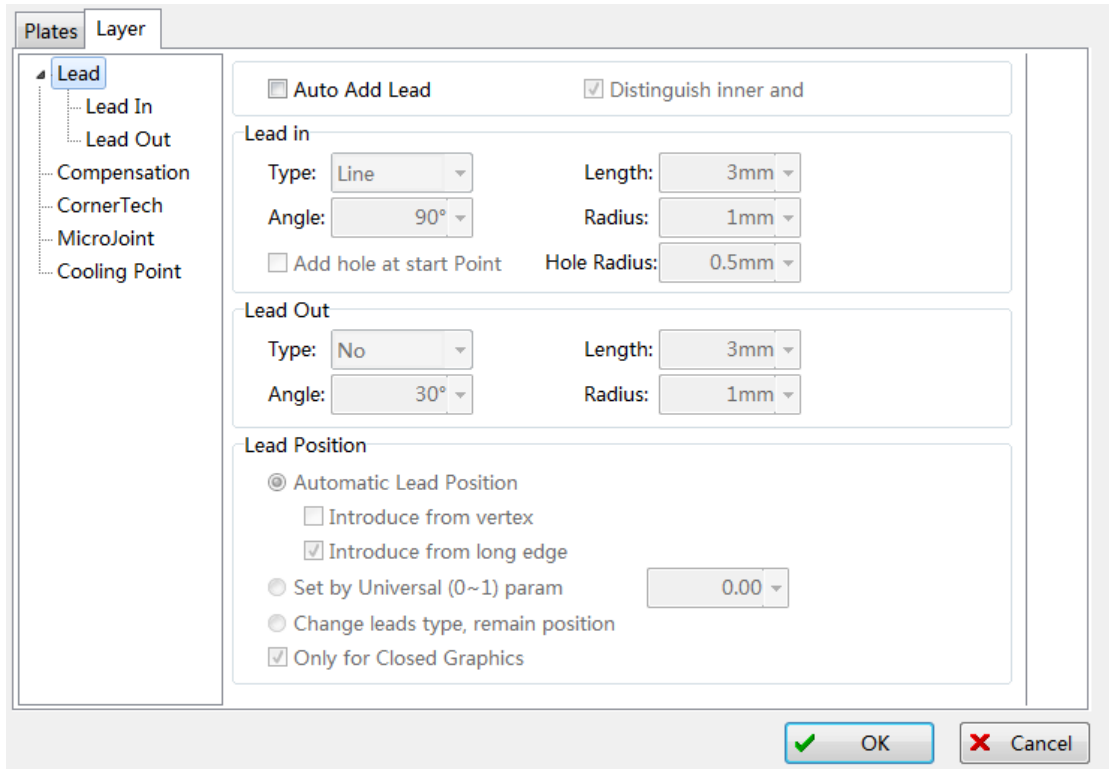 Plates Layer
Lead
Lead In
Lead Out
Compensation
CornerTech
MicroJoint
Cooling Point
Auto Add Lead Distinguish inner and
Lead in
Type: Line Length: 3mm
Angle: 90° Radius: 1mm
Add hole at start Point Hole Radius: 0.5mm
Lead Out
Type: No Length: 3mm
Angle: 30° Radius: 1mm
Lead Position
Automatic Lead Position
Introduce from vertex
Introduce from long edge
Set by Universal (0~1) param 0.00
Change leads type, remain position
Only for Closed Graphics
OK Cancel